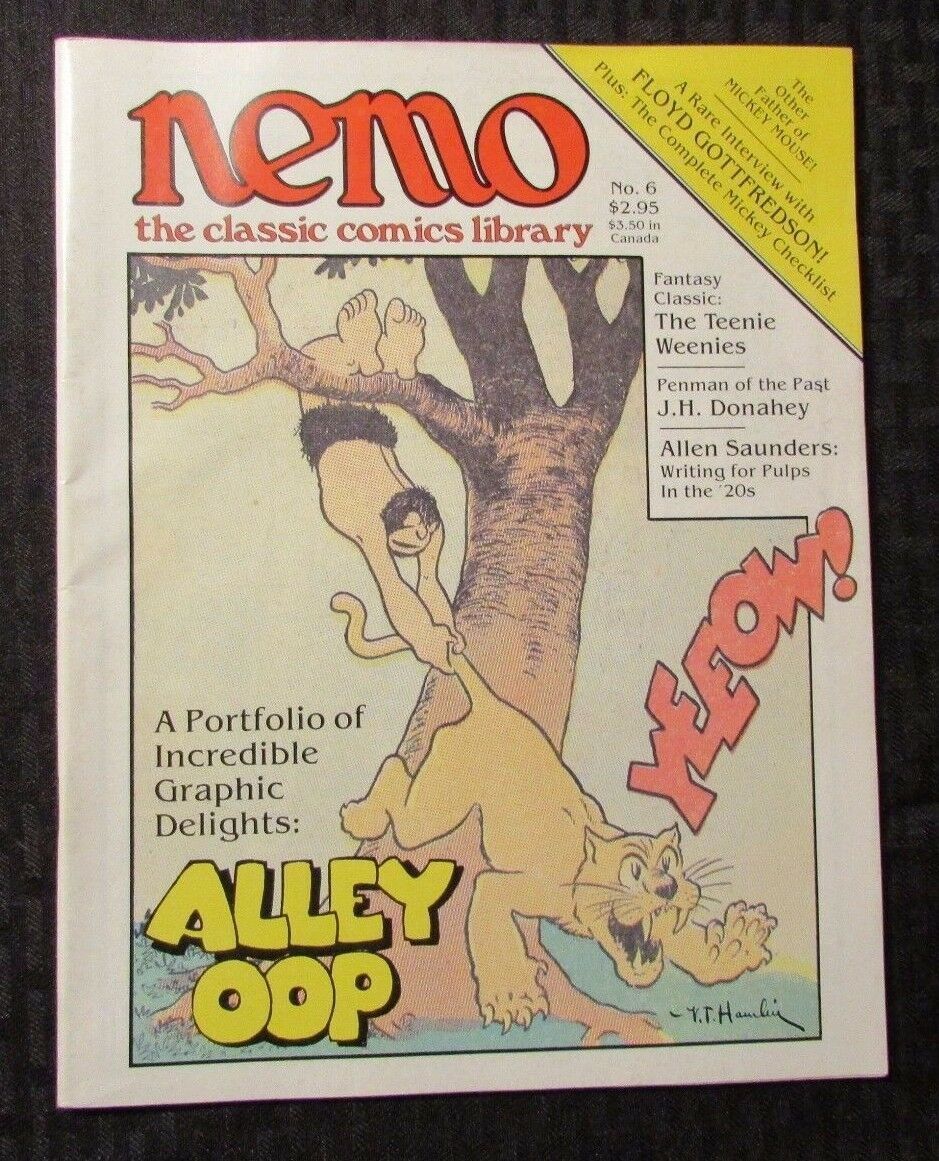 nemo
the classic comics library
No. 6
$2.95
$3.50 in
Canada
The
Other
Father of
MICKEY MOUSE!
A Rare Interview with
FLOYD GOTTFREDSON!
Plus: The Complete Mickey Checklist
Fantasy
Classic:
The Teenie
Weenies
Penman of the Past
J.H. Donahey
Allen Saunders:
Writing for Pulps
In the '20s
YEEOW!
A Portfolio of
Incredible
Graphic
Delights:
ALLEY
OOP
V.T. Hamlin